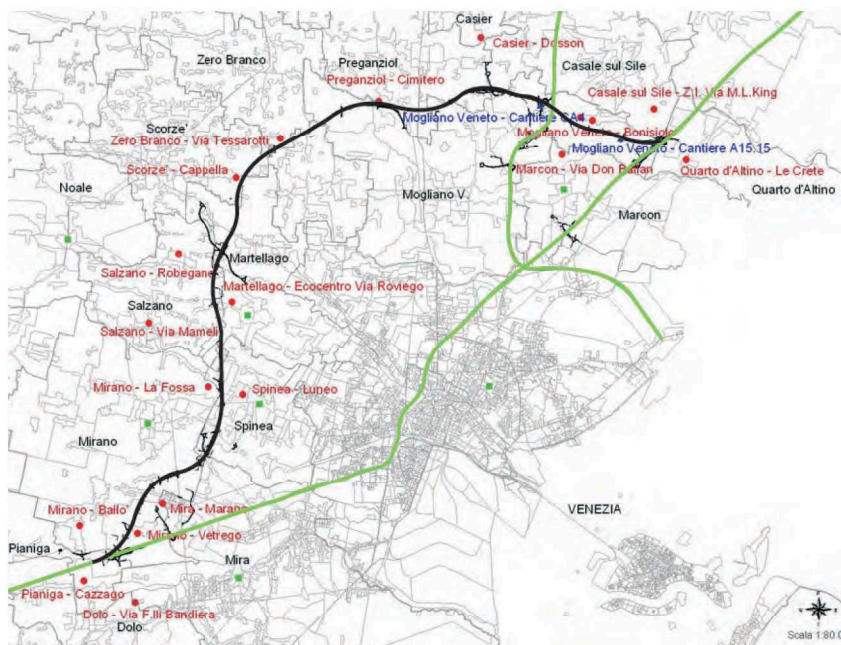 Casier
Casier - Dosson
Zero Branco
Preganziol
Preganziol - Cimitero
Casale sul Sile
Casale sul Sile - Z.I. Via M.L.King
Mogliano Veneto - Cantiere CA
Scorze'
Zero Branco - Via Tessarotti
Mogliano Veneto - Bonisiolo
Mogliano Veneto - Cantiere A15.15
Marcon - Via Don Ballan
Quarto d'Altino - Le Crete
Scorze' - Cappella
Noale
Mogliano V.
Quarto d'Altino
Marcon
Martellago
Salzano - Robegane
Martellago - Ecocentro Via Roviego
Salzano
Salzano - Via Mameli
Mirano - La Fossa
Spinea - Luneo
Spinea
Mirano
Mirano - Ballo'
Mira - Marano
VENEZIA
Mirano - Vetrego
Pianiga
Mira
Pianiga - Cazzago
Dolo - Via F.lli Bandiera
Dolo
Scala 1:80.0